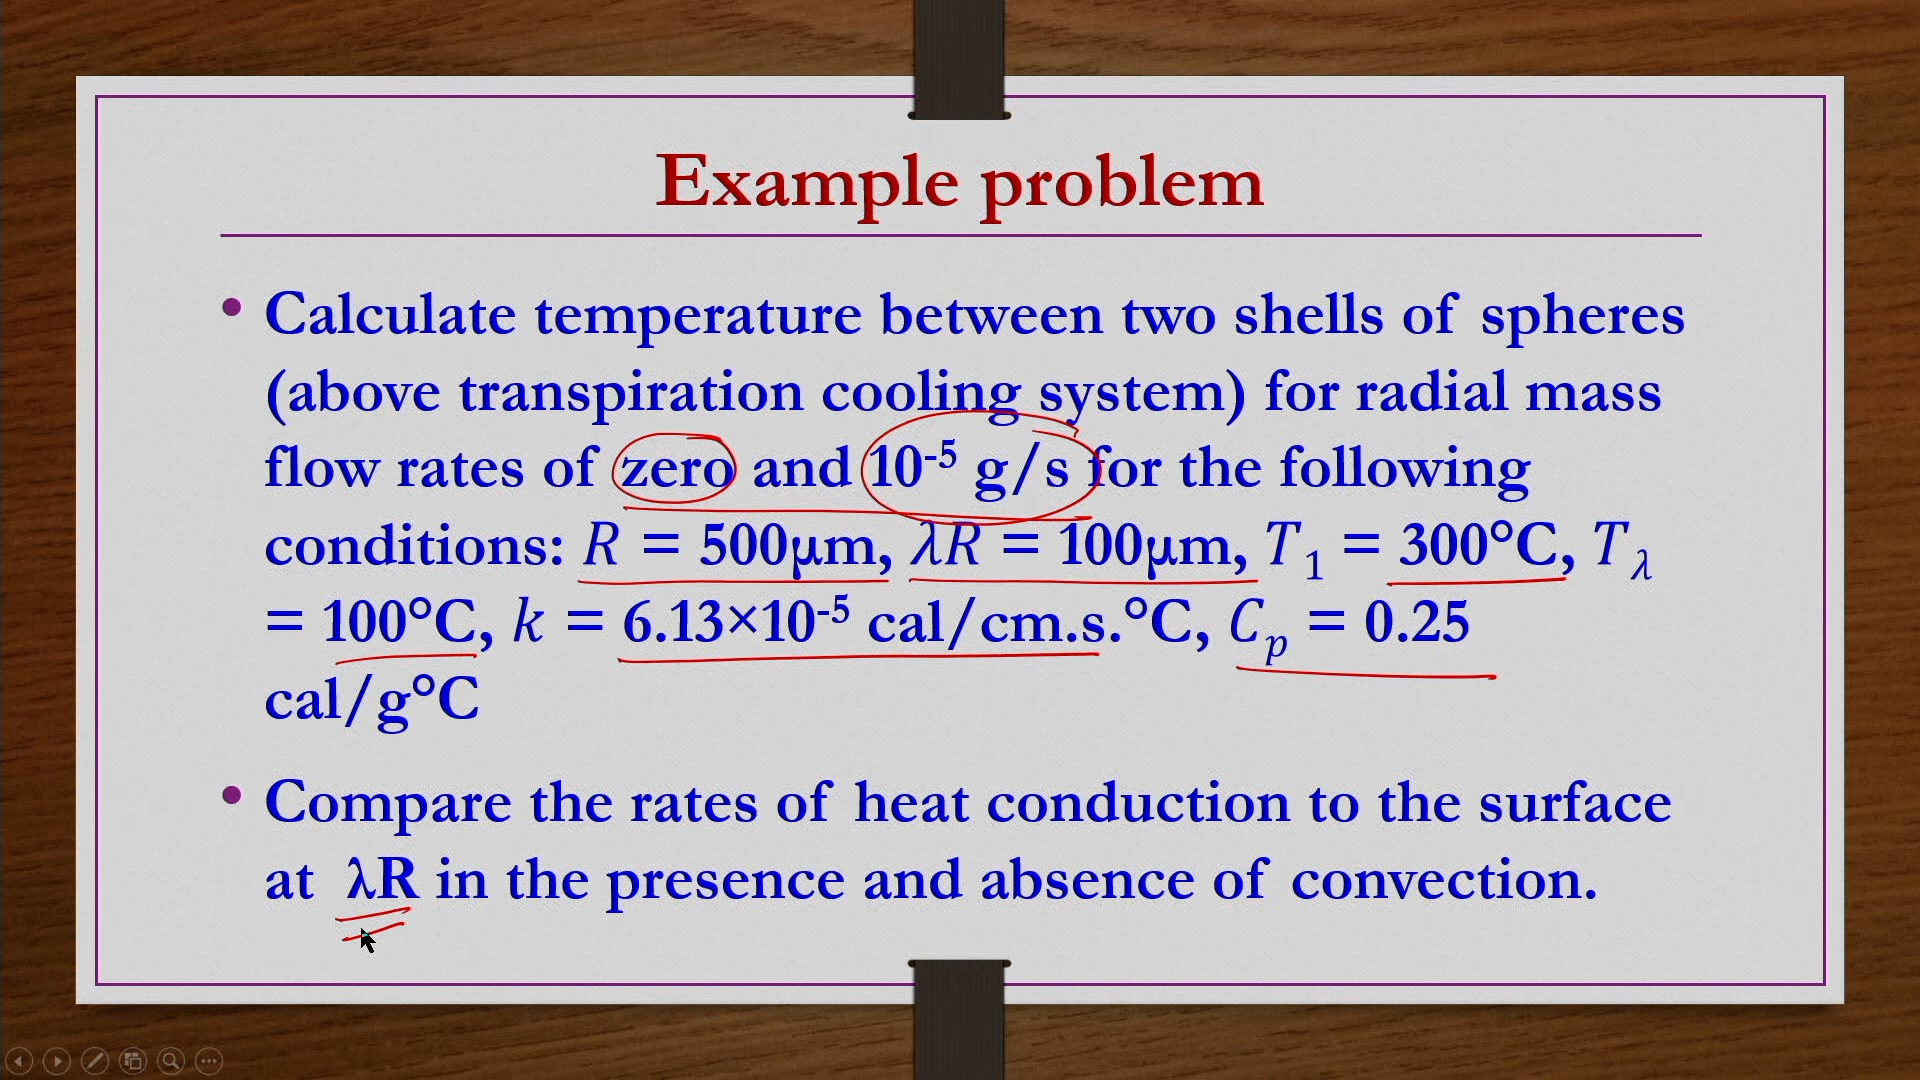 Example problem
• Calculate temperature between two shells of spheres
(above transpiration cooling system) for radial mass
flow rates of zero and 10⁻⁵ g/s for the following
conditions: R = 500μm, λR = 100μm, T₁ = 300°C, T_λ
= 100°C, k = 6.13×10⁻⁵ cal/cm.s.°C, C_p = 0.25
cal/g°C
• Compare the rates of heat conduction to the surface
at λR in the presence and absence of convection.